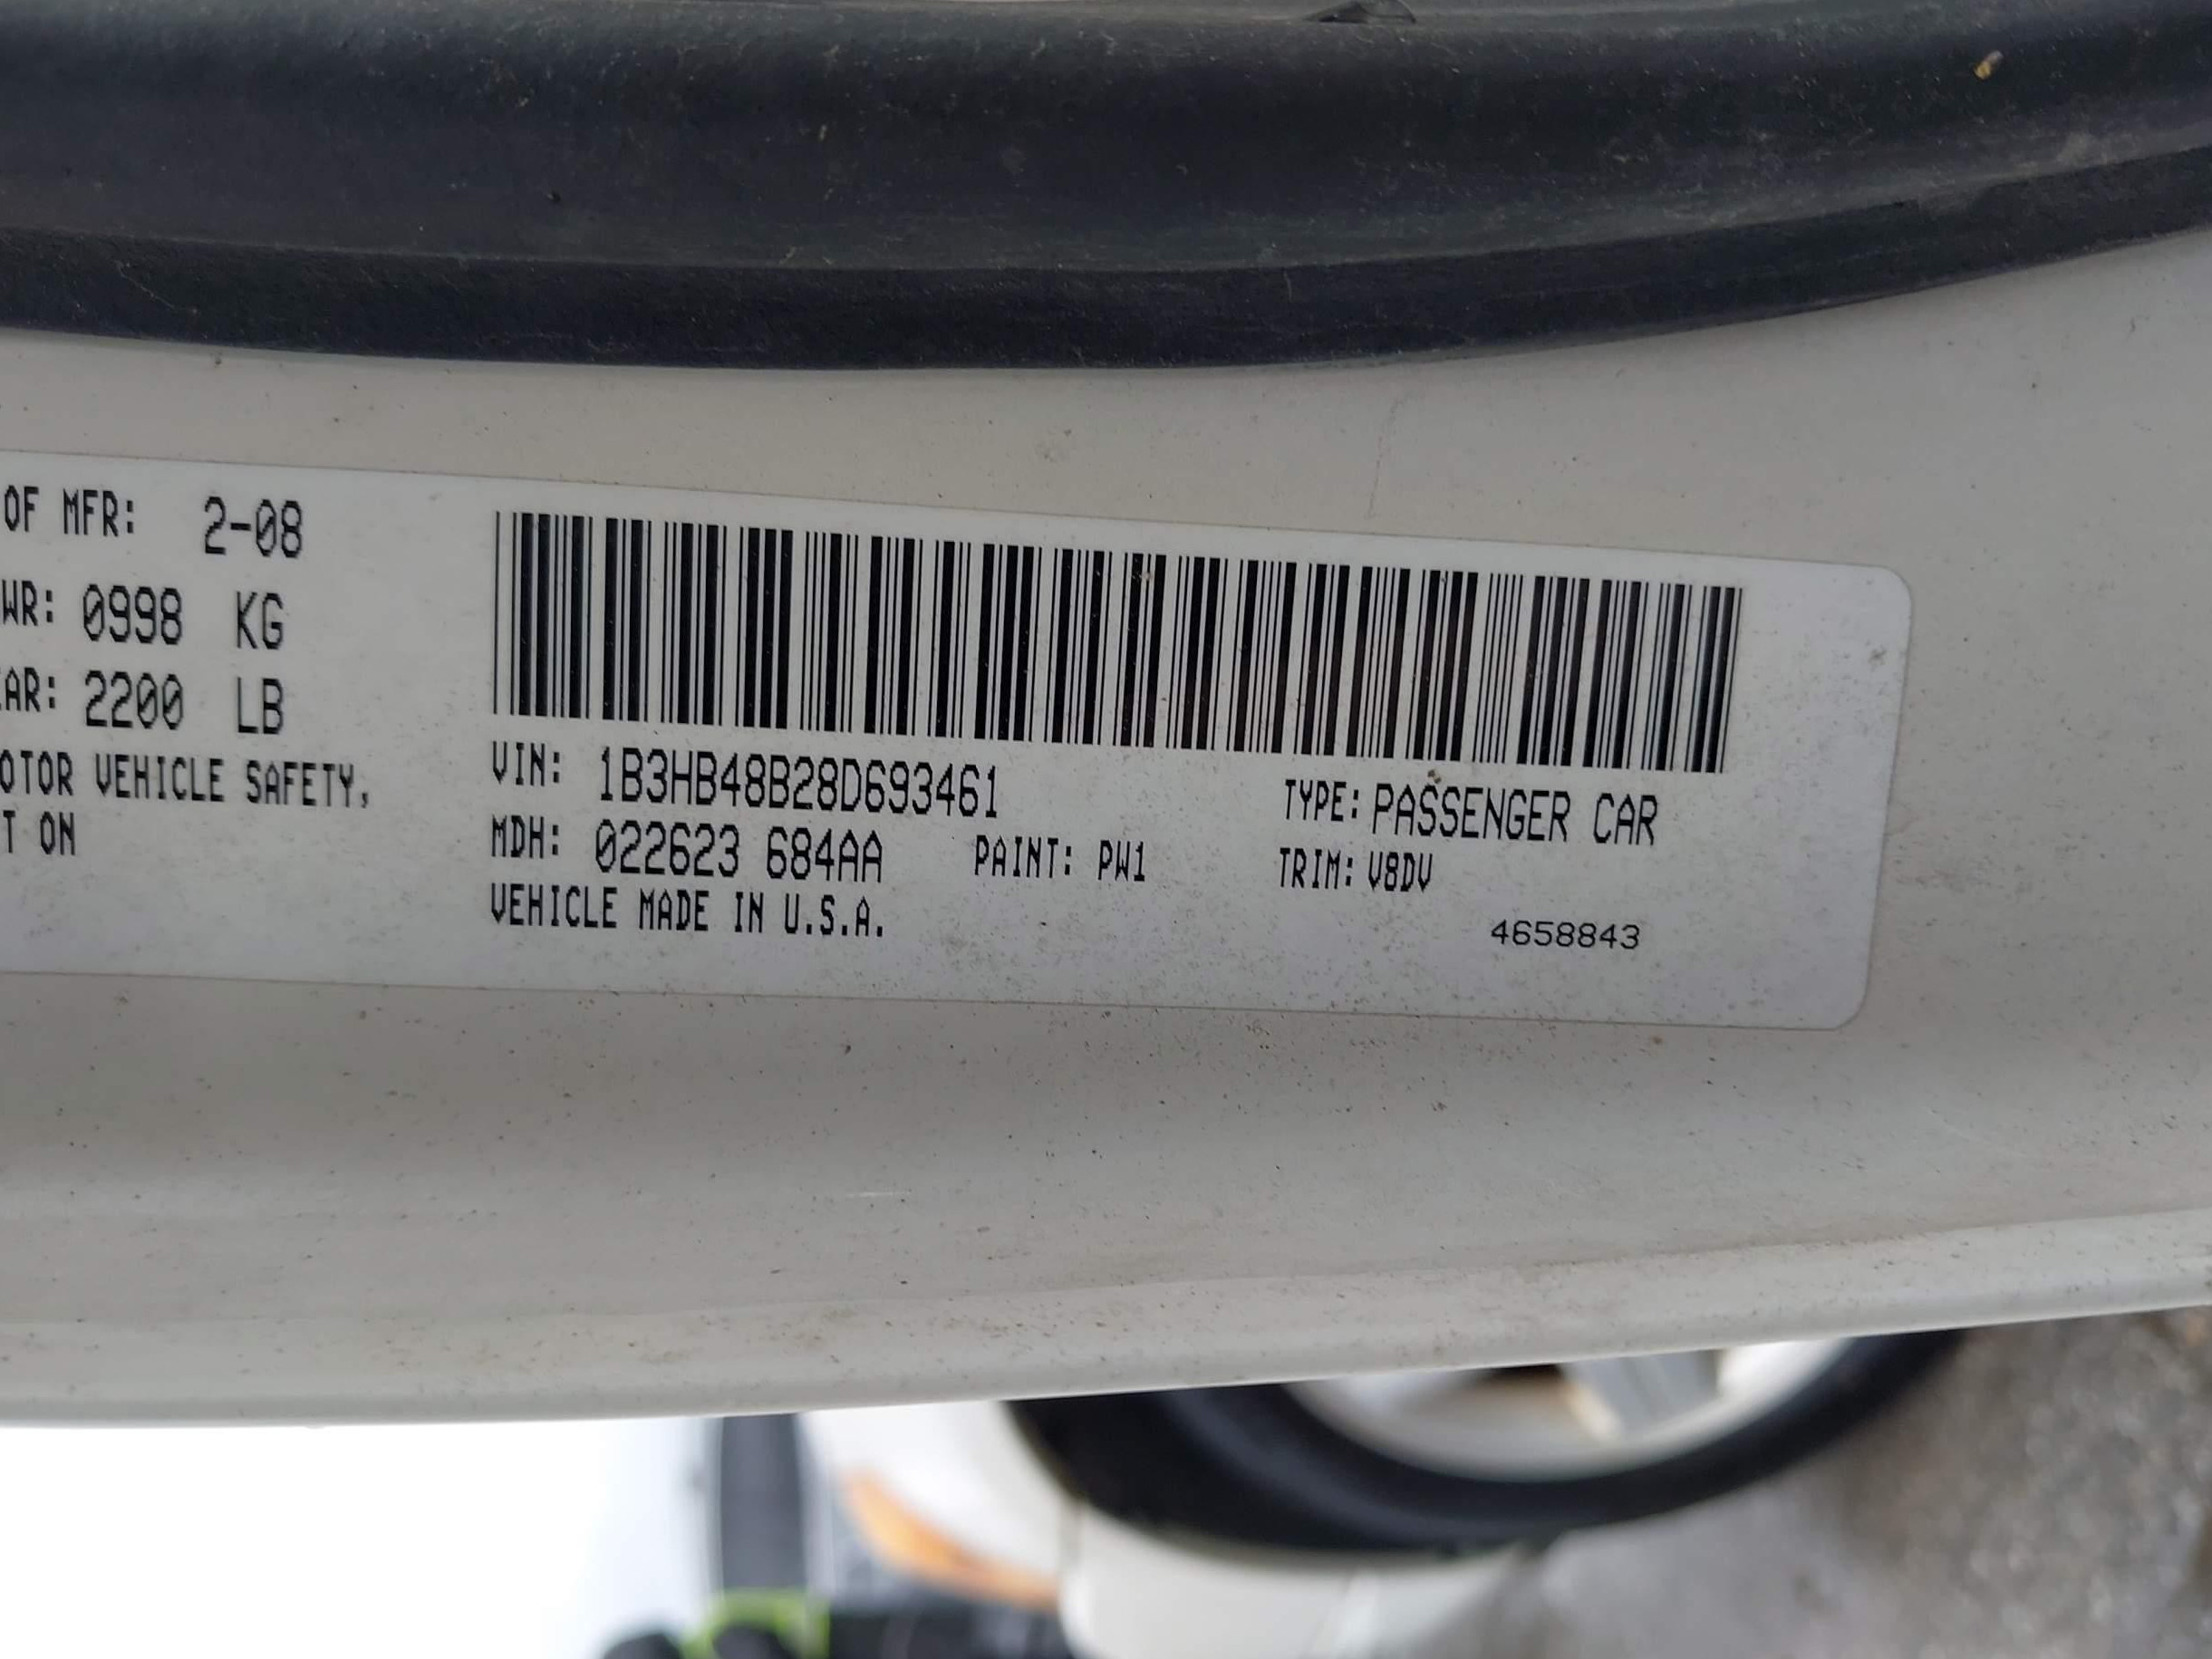 OF MFR: 2-08
WR: 0998 KG
AR: 2200 LB
OTOR VEHICLE SAFETY,
T ON
VIN: 1B3HB48B28D693461
TYPE: PASSENGER CAR
MDH: 022623 684AA PAINT: PW1
TRIM: V8DV
VEHICLE MADE IN U.S.A.
4658843